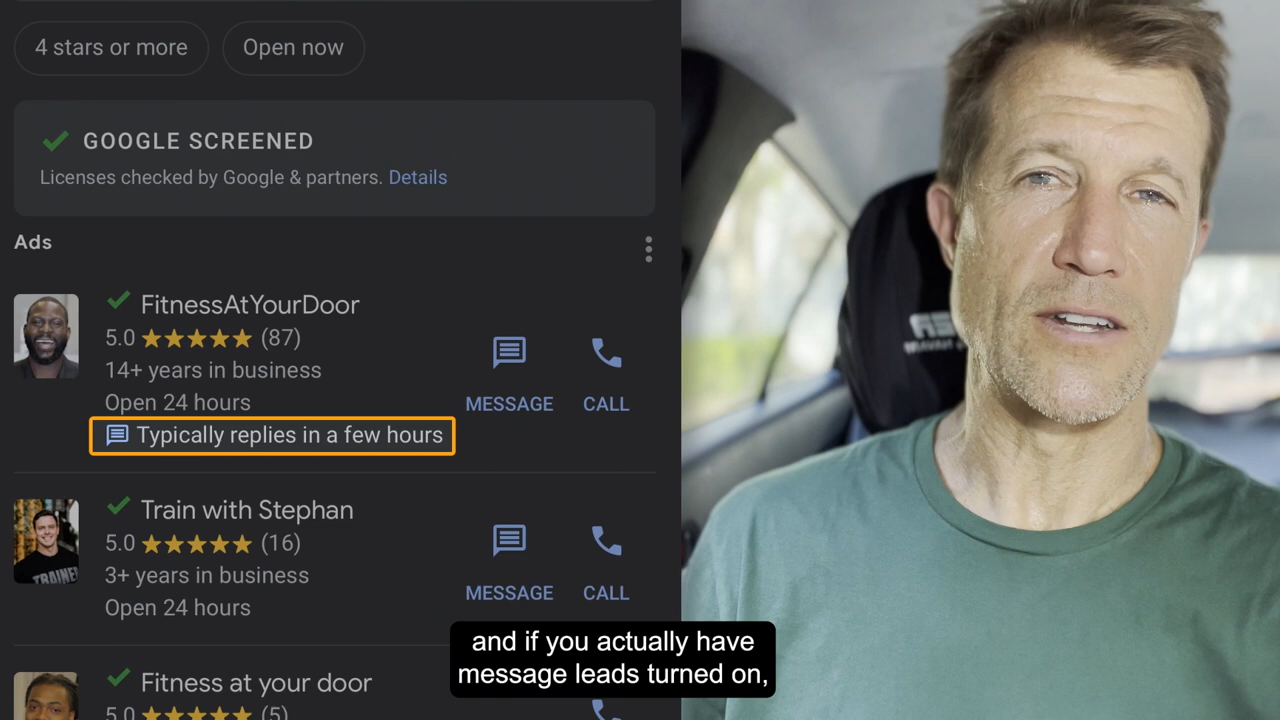 4 stars or more
Open now
GOOGLE SCREENED
Licenses checked by Google & partners. Details
Ads
FitnessAtYourDoor
5.0 (87)
14+ years in business
Open 24 hours
Typically replies in a few hours
MESSAGE
CALL
Train with Stephan
5.0 (16)
3+ years in business
Open 24 hours
MESSAGE
CALL
Fitness at your door
5.0 (5)
and if you actually have
message leads turned on,